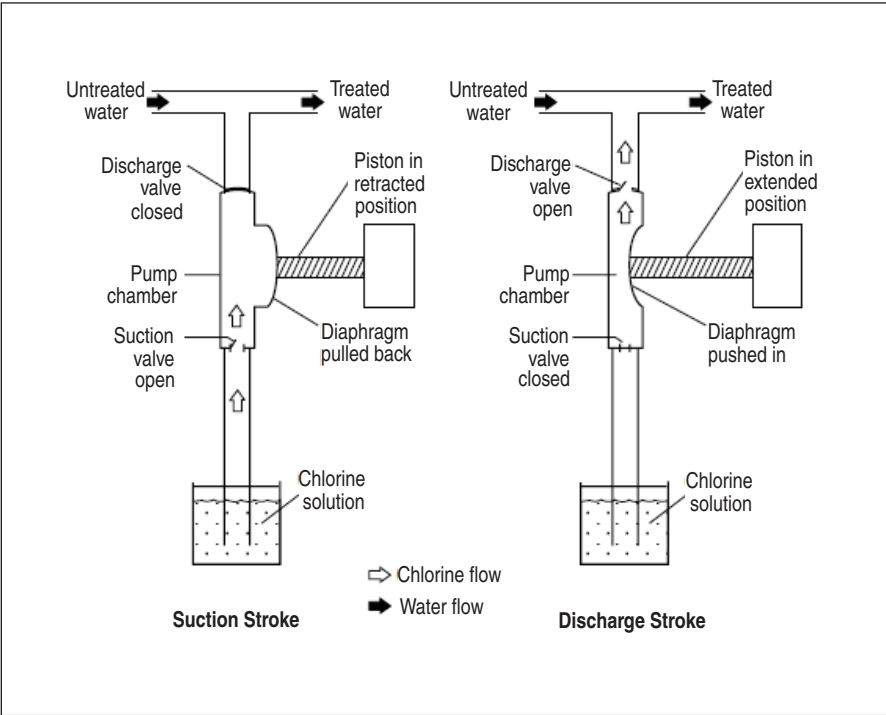 Untreated
water
Treated
water
Discharge
valve
closed
Piston in
retracted
position
Pump
chamber
Suction
valve
open
Diaphragm
pulled back
Chlorine
solution
Suction Stroke
Untreated
water
Treated
water
Discharge
valve
open
Piston in
extended
position
Pump
chamber
Suction
valve
closed
Diaphragm
pushed in
Chlorine
solution
Discharge Stroke
Chlorine flow
Water flow